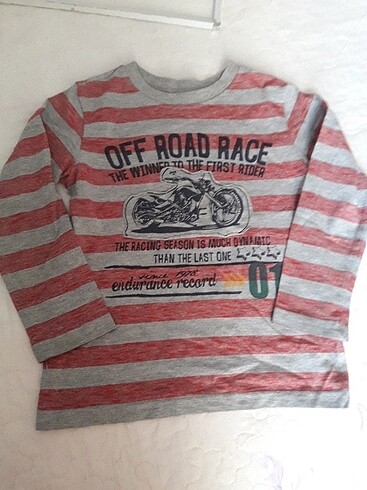 OFF ROAD RACE
THE WINNER TO THE FIRST RIDER
THE RACING SEASON IS MUCH DYNAMIC
THAN THE LAST ONE
since 1978
endurance record 01